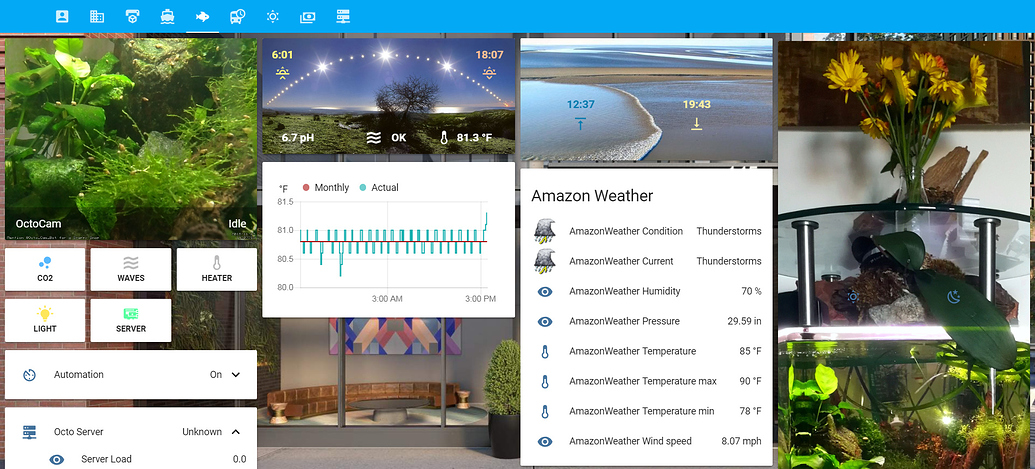 OctoCam
Idle
CO2
WAVES
HEATER
LIGHT
SERVER
Automation
On
Octo Server
Unknown
Server Load
0.0
6:01
18:07
6.7 pH
OK
81.3 °F
°F
Monthly
Actual
81.5
81.0
80.5
80.0
3:00 AM
3:00 PM
12:37
19:43
Amazon Weather
AmazonWeather Condition
Thunderstorms
AmazonWeather Current
Thunderstorms
AmazonWeather Humidity
70 %
AmazonWeather Pressure
29.59 in
AmazonWeather Temperature
85 °F
AmazonWeather Temperature max
90 °F
AmazonWeather Temperature min
78 °F
AmazonWeather Wind speed
8.07 mph